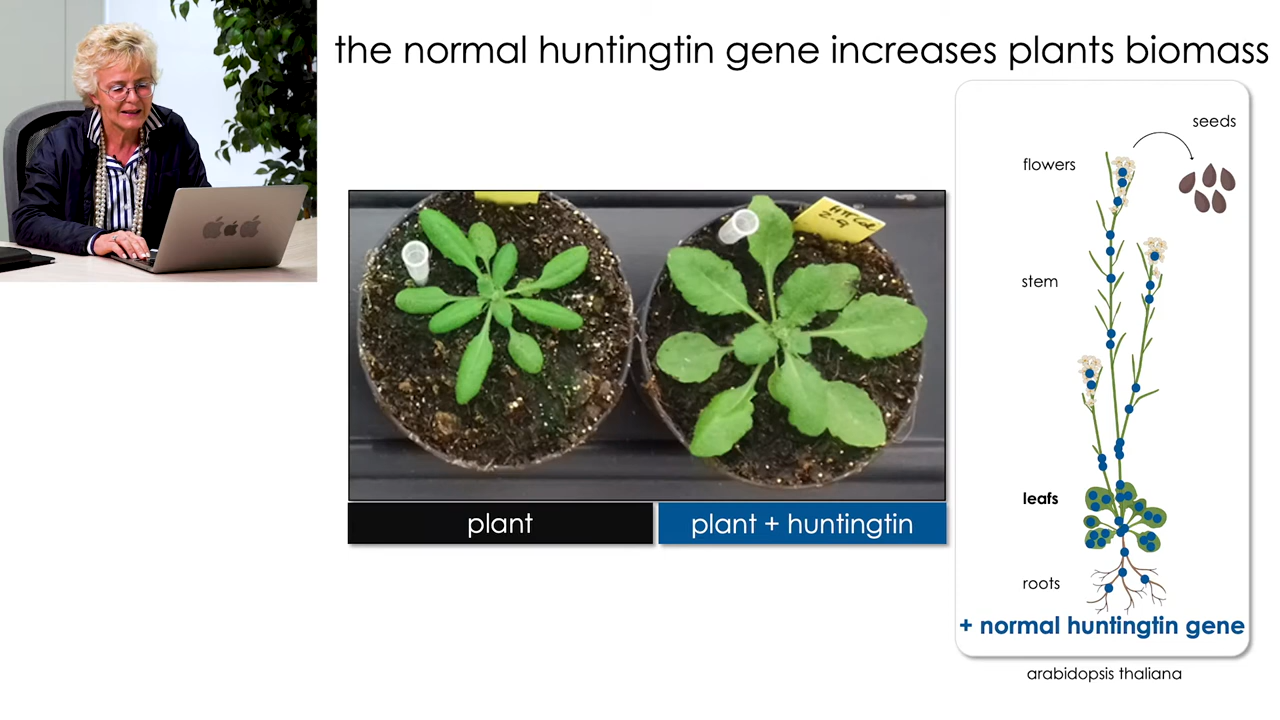 the normal huntingtin gene increases plants biomass
seeds
flowers
stem
leafs
roots
+ normal huntingtin gene
arabidopsis thaliana
plant
plant + huntingtin